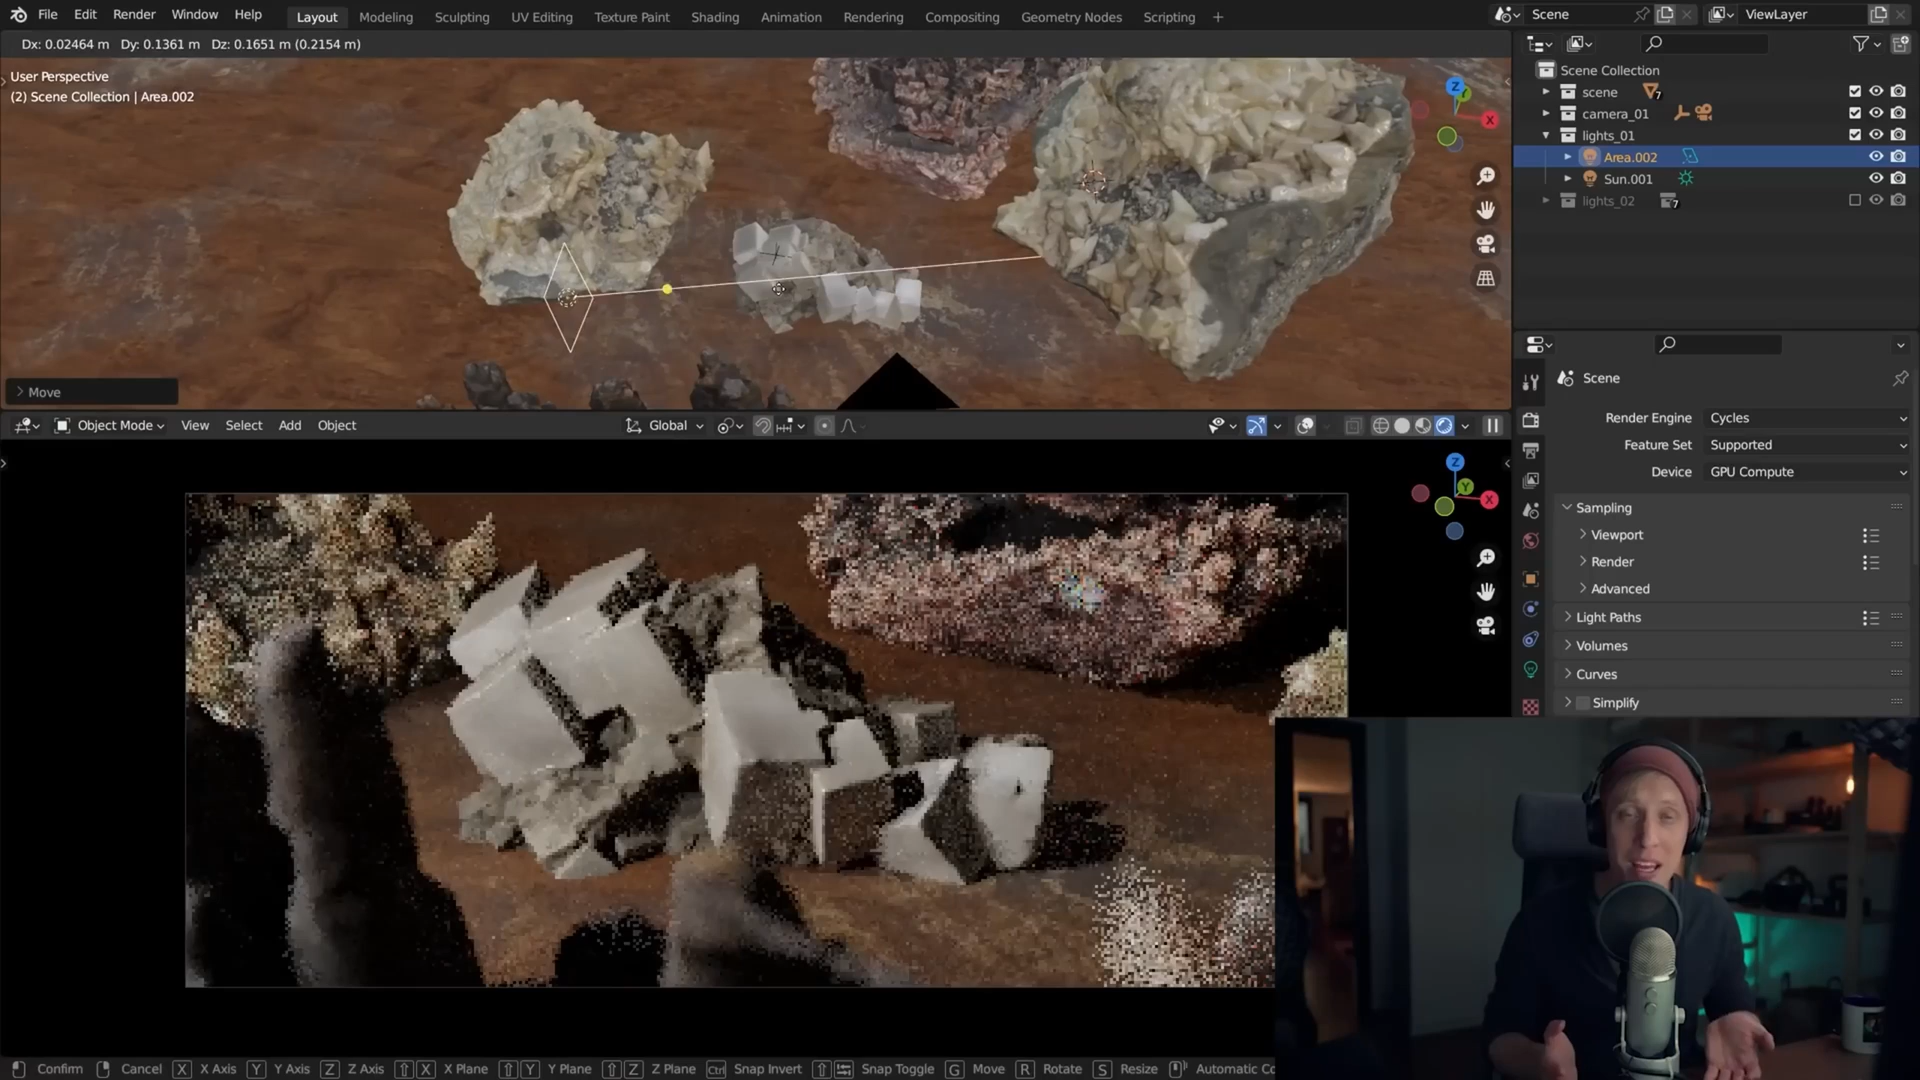 File Edit Render Window Help
Layout Modeling Sculpting UV Editing Texture Paint Shading Animation Rendering Compositing Geometry Nodes Scripting +
Scene
ViewLayer
Dx: 0.02464 m Dy: 0.1361 m Dz: 0.1651 m (0.2154 m)
User Perspective
(2) Scene Collection | Area.002
Z
Y
X
Move
Scene Collection
scene 7
camera_01
lights_01
Area.002
Sun.001
lights_02 7
Object Mode View Select Add Object
Global
Z
Y
X
Scene
Render Engine Cycles
Feature Set Supported
Device GPU Compute
Sampling
Viewport
Render
Advanced
Light Paths
Volumes
Curves
Simplify
Confirm Cancel X X Axis Y Y Axis Z Z Axis X X Plane Y Y Plane Z Z Plane Ctrl Snap Invert Snap Toggle G Move R Rotate S Resize Automatic Co